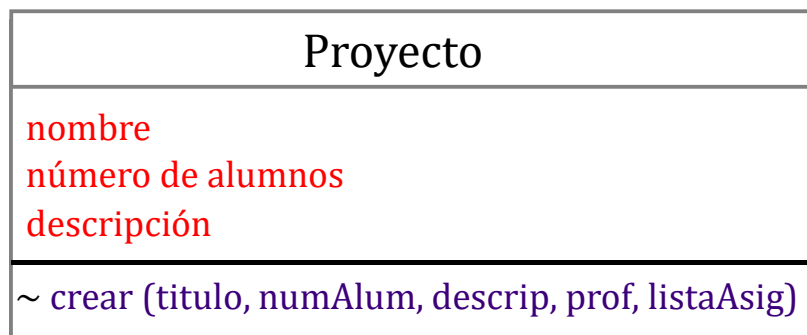 Proyecto
nombre
número de alumnos
descripción
~ crear (titulo, numAlum, descrip, prof, listaAsig)